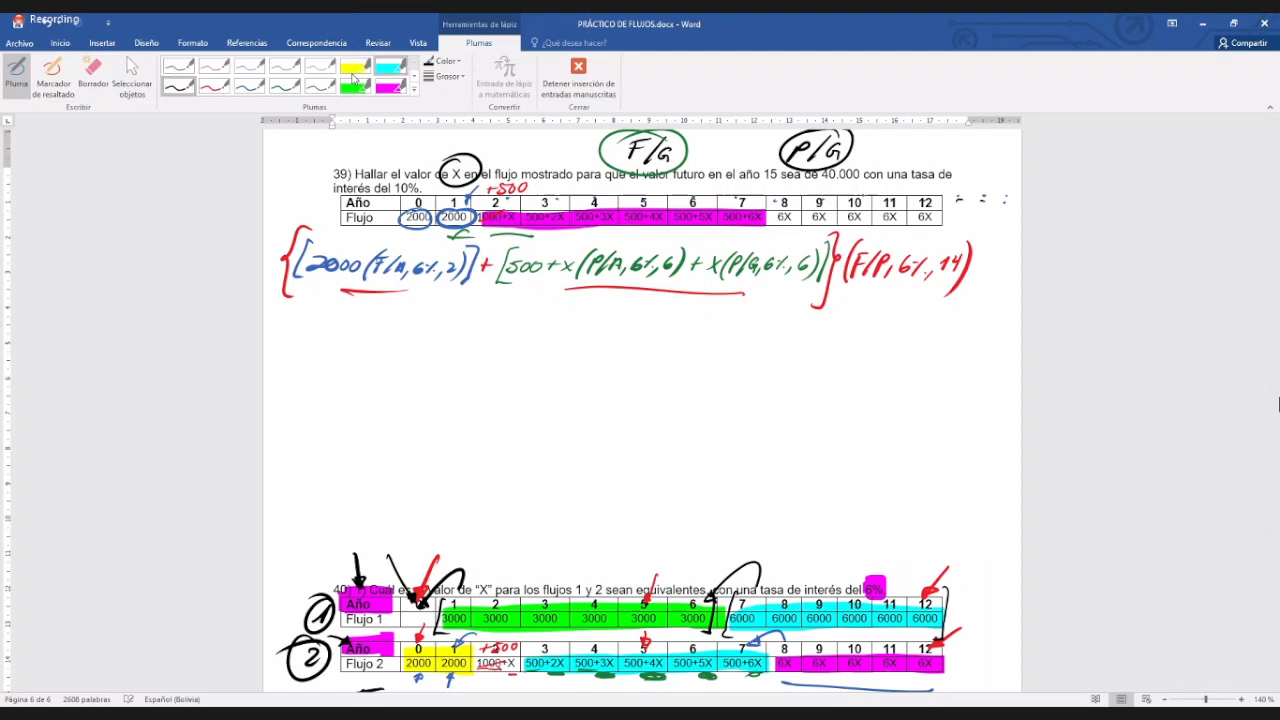 Recording
Herramientas de lápiz
PRÁCTICO DE FLUJOS.docx - Word
Archivo Inicio Insertar Diseño Formato Referencias Correspondencia Revisar Vista Plumas ¿Qué desea hacer? Compartir
Pluma Marcador de resaltado Borrador Seleccionar objetos Color Grosor Entrada de lápiz a matemáticas Detener inserción de entradas manuscritas
Escribir Plumas Convertir Cerrar
F/G P/G
39) Hallar el valor de X en el flujo mostrado para que el valor futuro en el año 15 sea de 40.000 con una tasa de
interés del 10%.
+500
Año 0 1 2 3 4 5 6 7 8 9 10 11 12
Flujo 2000 2000 1000+X 500+2X 500+3X 500+4X 500+5X 500+6X 6X 6X 6X 6X 6X
{[2000(F/A,6%,2)] + [500+x(P/A,6%,6)+x(P/G,6%,6)]}·(F/P,6%,14)
40) 1) Cuál es valor de "X" para los flujos 1 y 2 sean equivalentes, con una tasa de interés del 6%.
1 Año 0 1 2 3 4 5 6 7 8 9 10 11 12
Flujo 1 3000 3000 3000 3000 3000 3000 6000 6000 6000 6000 6000 6000
+500
2 Año 0 1 2 3 4 5 6 7 8 9 10 11 12
Flujo 2 2000 2000 1000+X 500+2X 500+3X 500+4X 500+5X 500+6X 6X 6X 6X 6X
Página 6 de 6 2608 palabras Español (Bolivia) 140 %